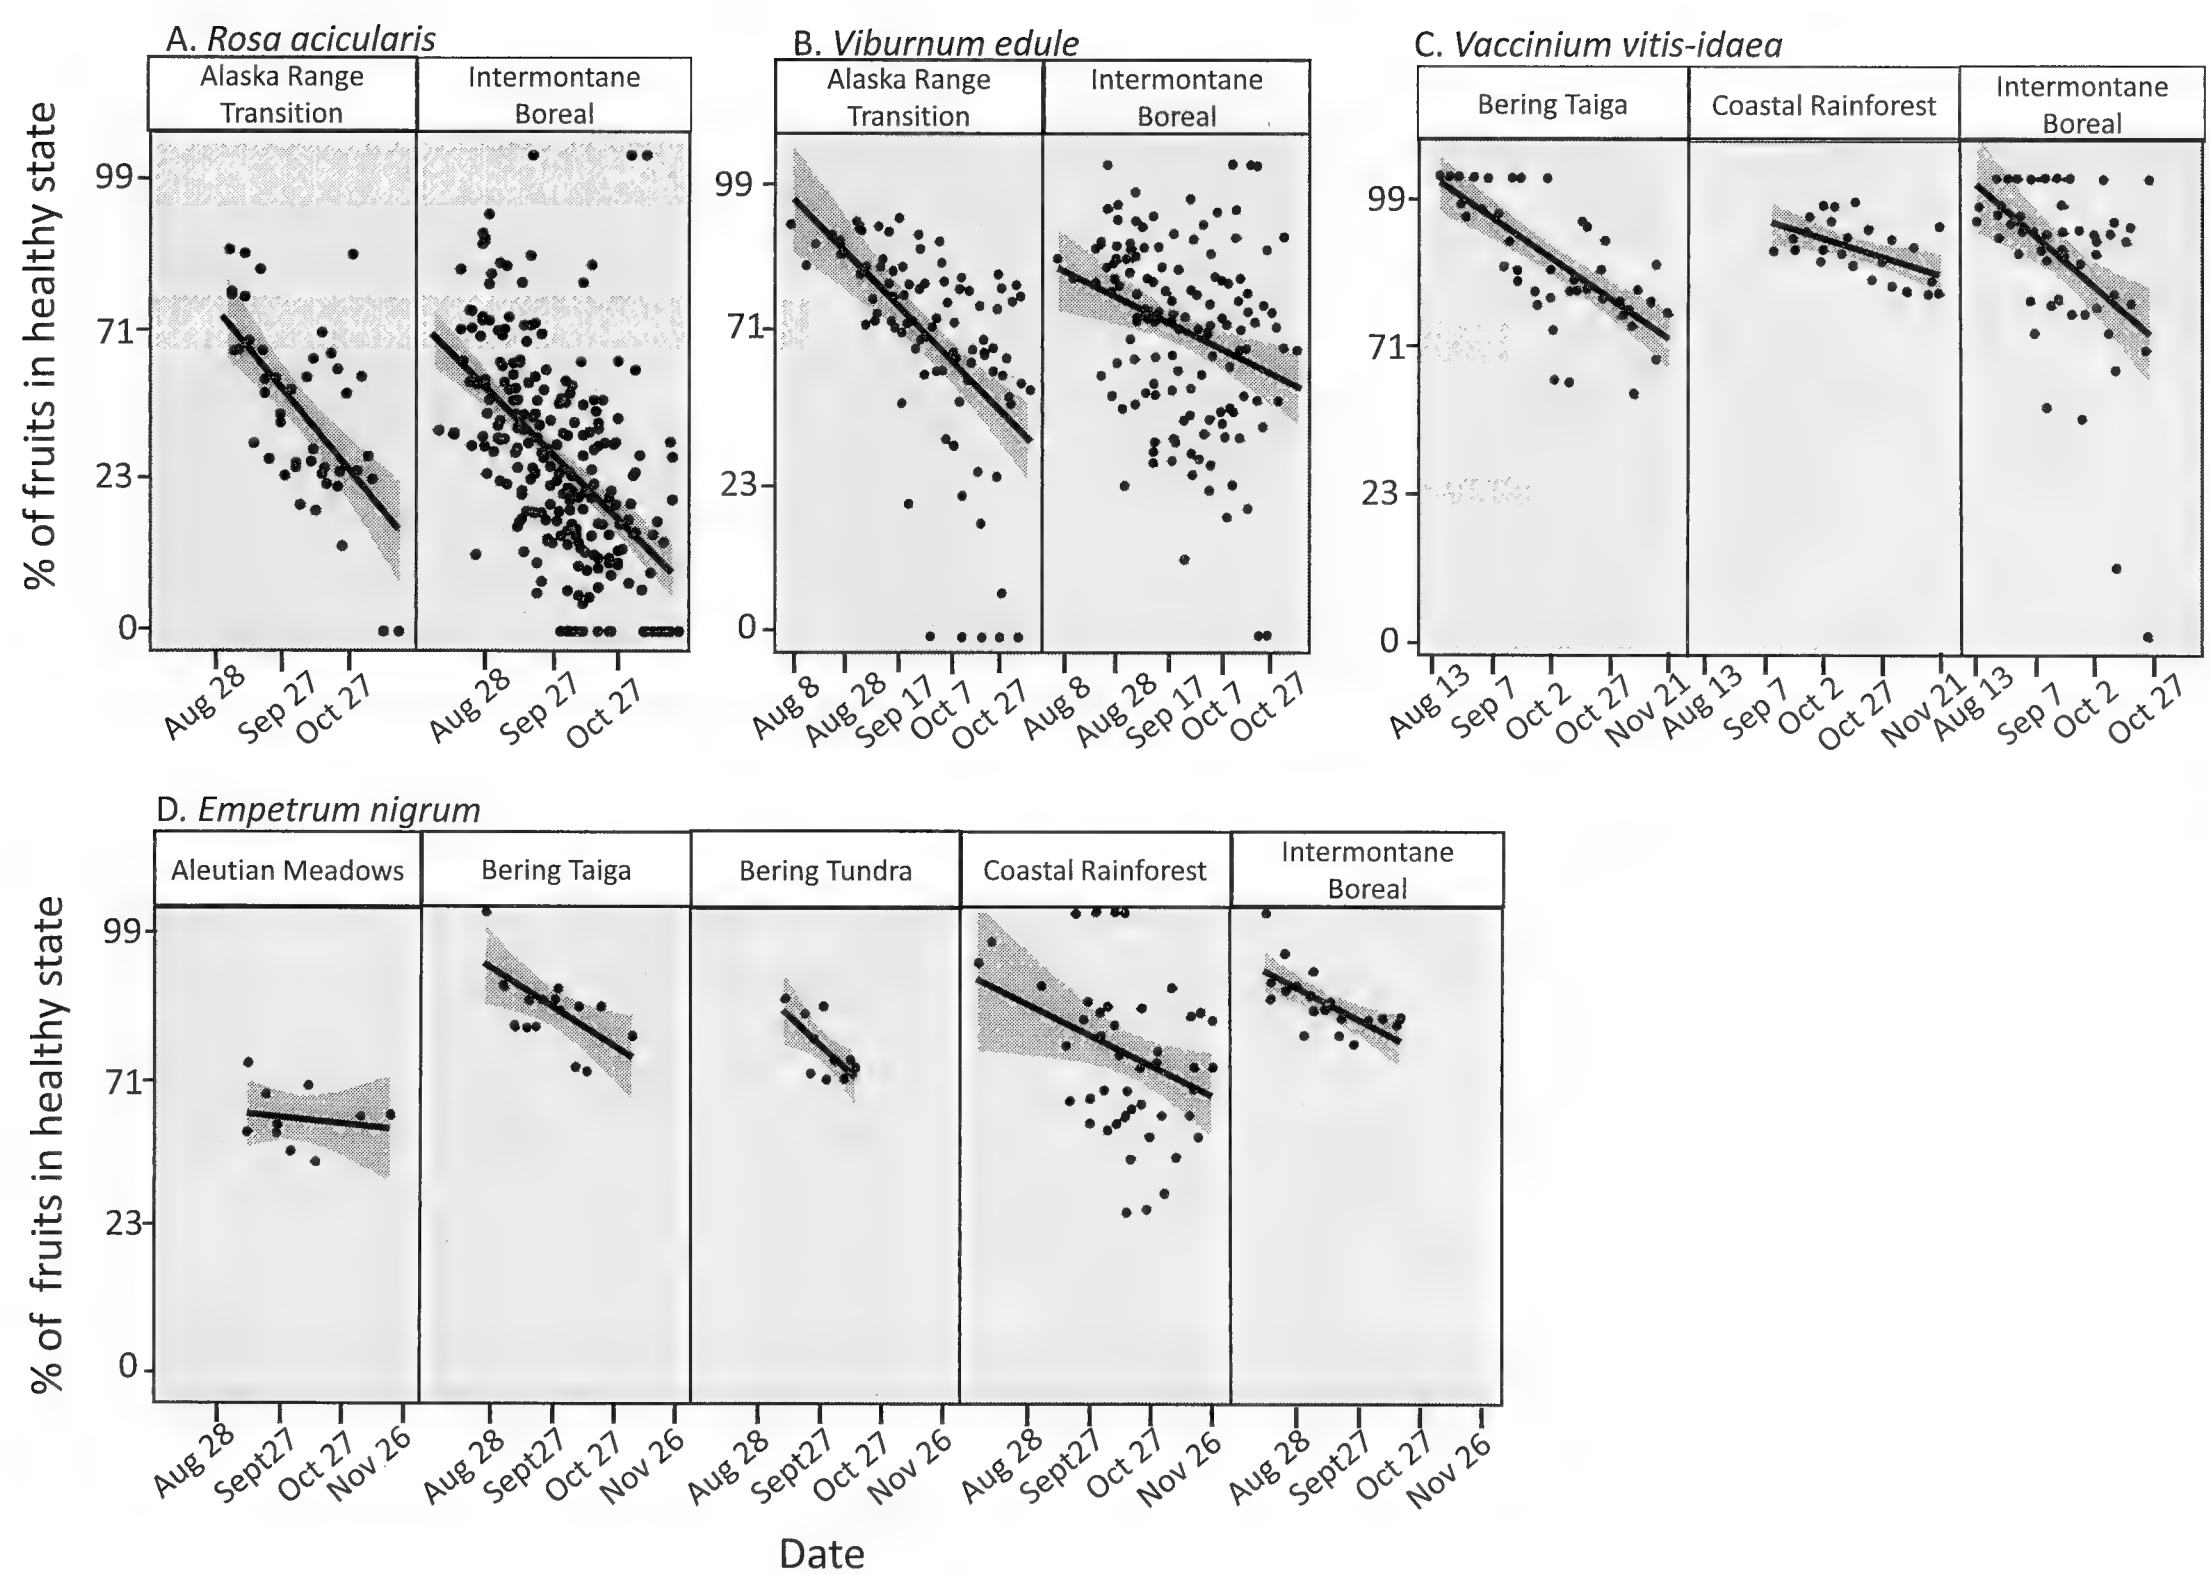 A. Rosa acicularis
Alaska Range
Transition
Intermontane
Boreal
% of fruits in healthy state
99
71
23
0
Aug 28
Sep 27
Oct 27
Aug 28
Sep 27
Oct 27
B. Viburnum edule
Alaska Range
Transition
Intermontane
Boreal
99
71
23
0
Aug 8
Aug 28
Sep 17
Oct 7
Oct 27
Aug 8
Aug 28
Sep 17
Oct 7
Oct 27
C. Vaccinium vitis-idaea
Bering Taiga
Coastal Rainforest
Intermontane
Boreal
99
71
23
0
Aug 13
Sep 7
Oct 2
Oct 27
Nov 21
Aug 13
Sep 7
Oct 2
Oct 27
Nov 21
Aug 13
Sep 7
Oct 2
Oct 27
D. Empetrum nigrum
Aleutian Meadows
Bering Taiga
Bering Tundra
Coastal Rainforest
Intermontane
Boreal
% of fruits in healthy state
99
71
23
0
Aug 28
Sept27
Oct 27
Nov 26
Aug 28
Sept27
Oct 27
Nov 26
Aug 28
Sept27
Oct 27
Nov 26
Aug 28
Sept27
Oct 27
Nov 26
Aug 28
Sept27
Oct 27
Nov 26
Date